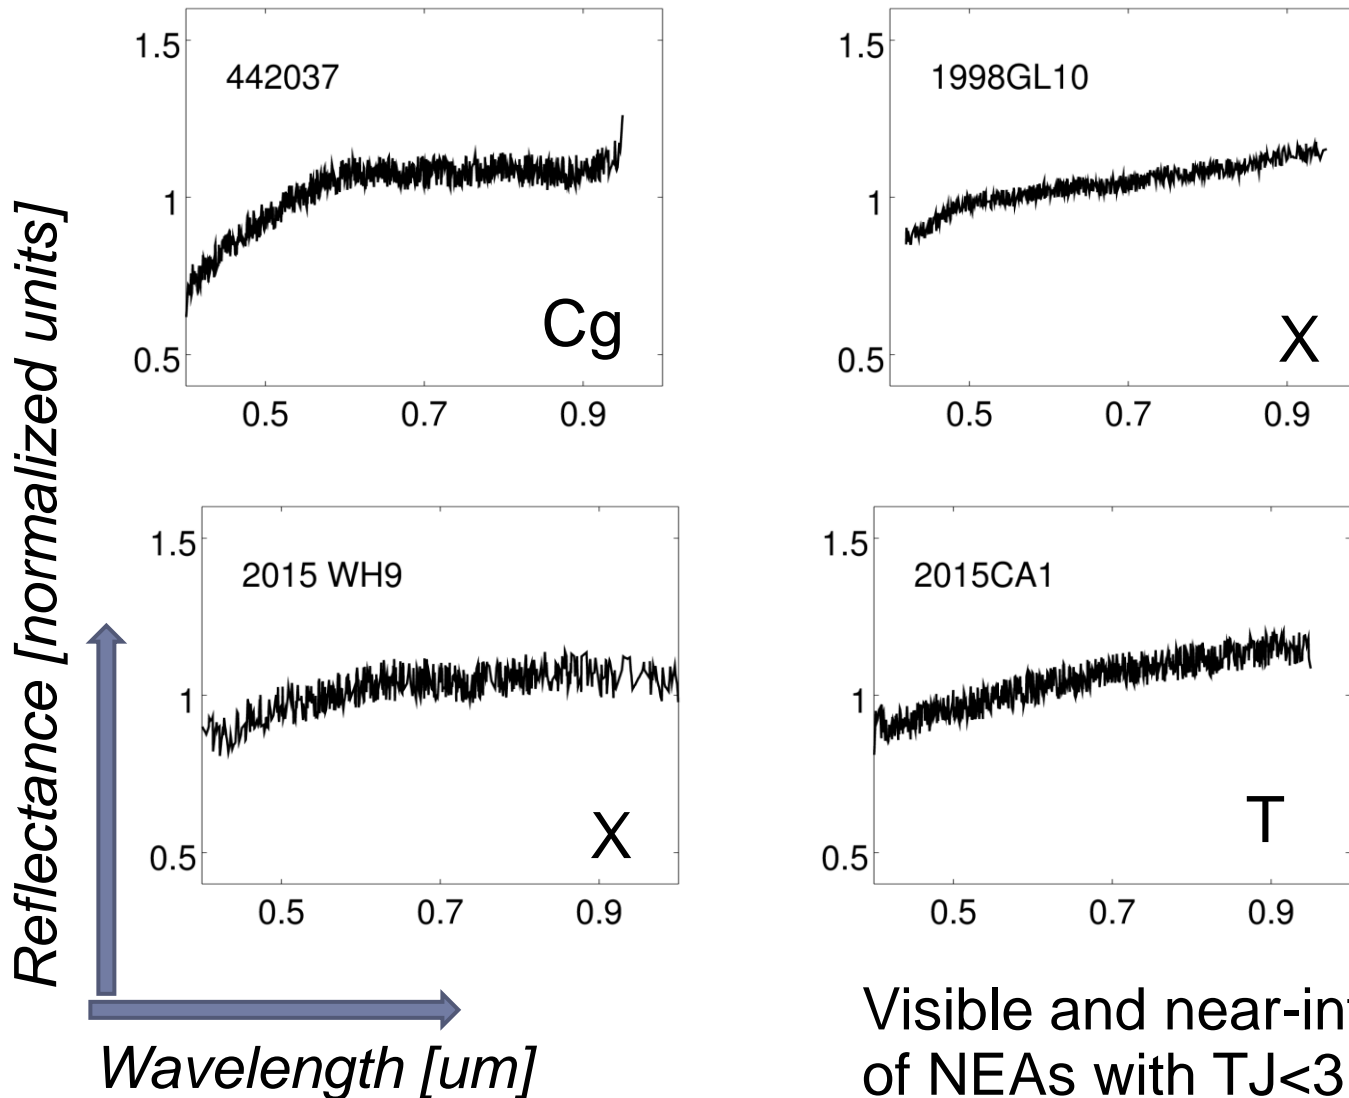 Reflectance [normalized units]
1.5
1
0.5
442037
Cg
0.5 0.7 0.9
1.5
1
0.5
1998GL10
X
0.5 0.7 0.9
1.5
1
0.5
2015 WH9
X
0.5 0.7 0.9
1.5
1
0.5
2015CA1
T
0.5 0.7 0.9
Wavelength [um]
Visible and near-in
of NEAs with TJ<3